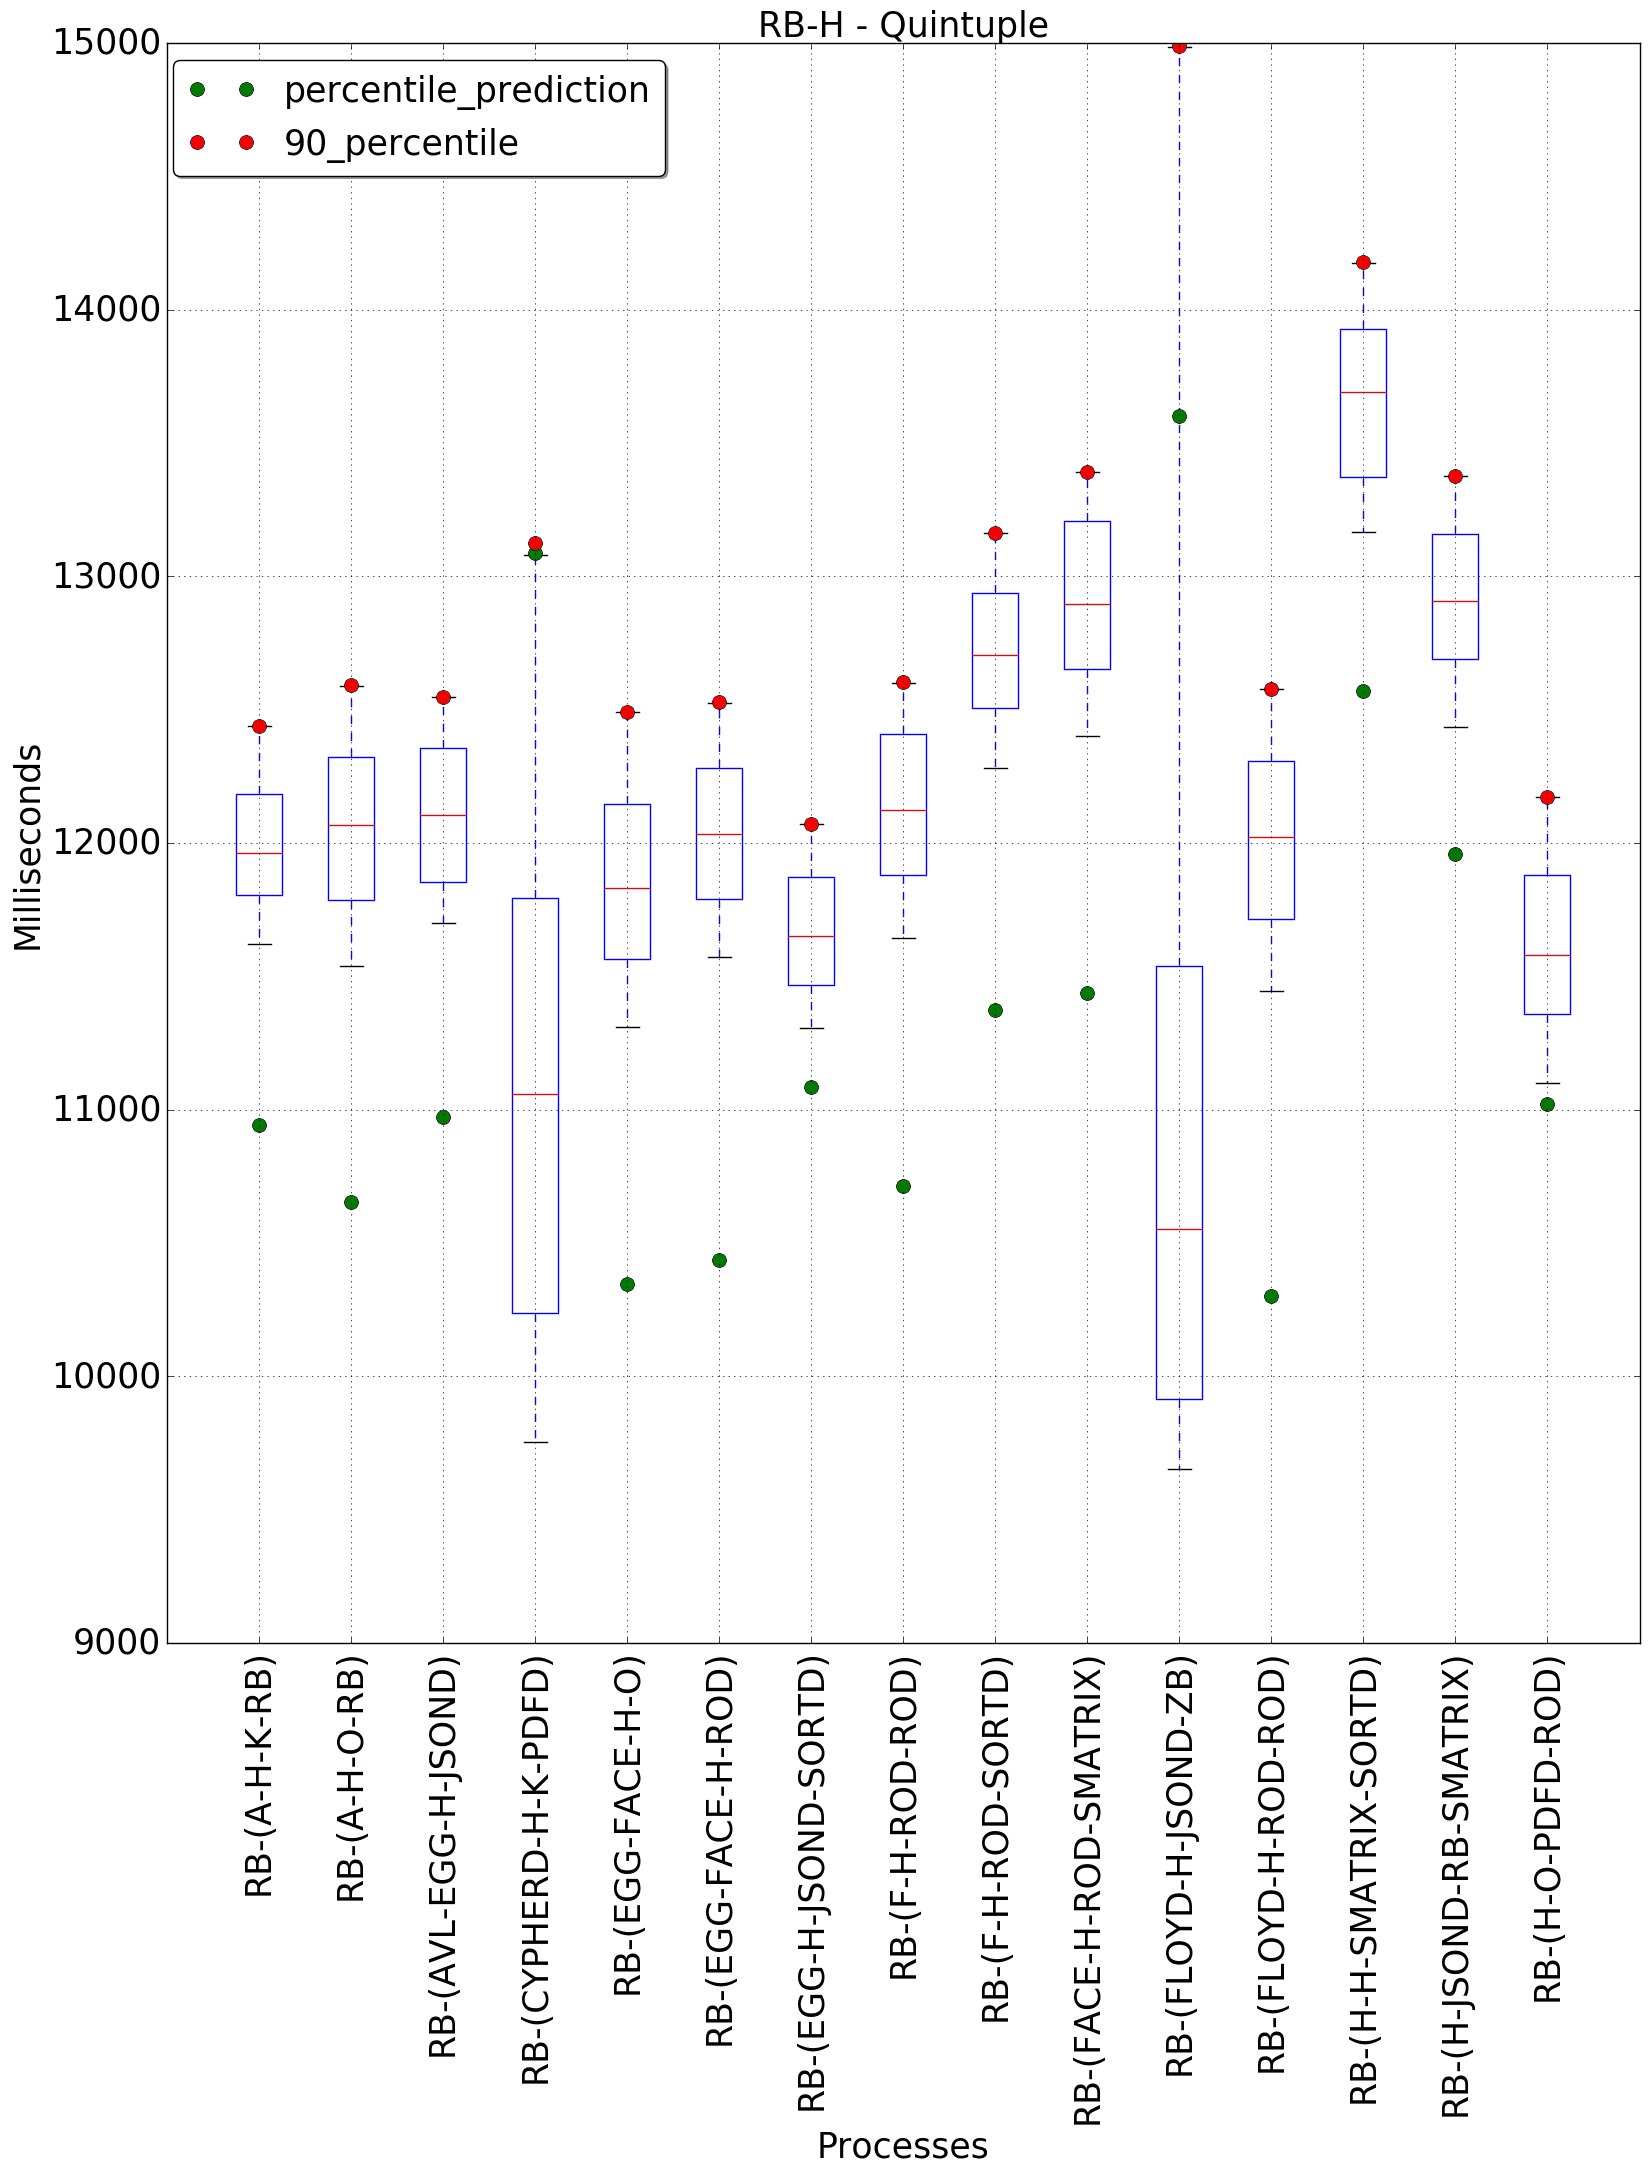 RB-H - Quintuple
percentile_prediction
90_percentile
15000
14000
13000
12000
11000
10000
9000
Milliseconds
RB-(A-H-K-RB)
RB-(A-H-O-RB)
RB-(AVL-EGG-H-JSOND)
RB-(CYPHERD-H-K-PDFD)
RB-(EGG-FACE-H-O)
RB-(EGG-FACE-H-ROD)
RB-(EGG-H-JSOND-SORTD)
RB-(F-H-ROD-ROD)
RB-(F-H-ROD-SORTD)
RB-(FACE-H-ROD-SMATRIX)
RB-(FLOYD-H-JSOND-ZB)
RB-(FLOYD-H-ROD-ROD)
RB-(H-H-SMATRIX-SORTD)
RB-(H-JSOND-RB-SMATRIX)
RB-(H-O-PDFD-ROD)
Processes